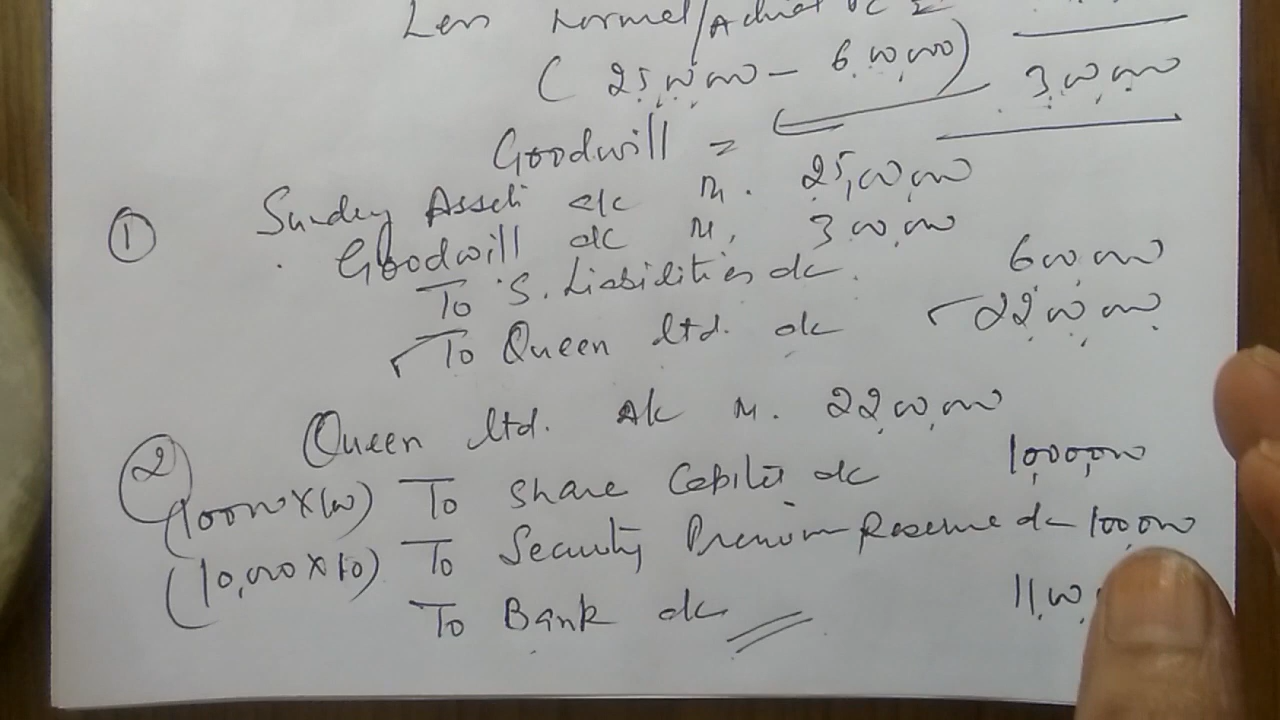 Less Normal/Actual
( 25,00,000 - 6,00,000) 3,00,000
Goodwill =
① Sundry Assets a/c Dr. 25,00,000
Goodwill a/c Dr. 3,00,000
To S. Liabilities a/c. 6,00,000
To Queen ltd. a/c 22,00,000
② Queen ltd. A/c Dr. 22,00,000
(10000 X 100) To Share Capital a/c 10,00,000
(10,000 X 10) To Security Premium Reserve a/c 1,00,000
To Bank a/c 11,00